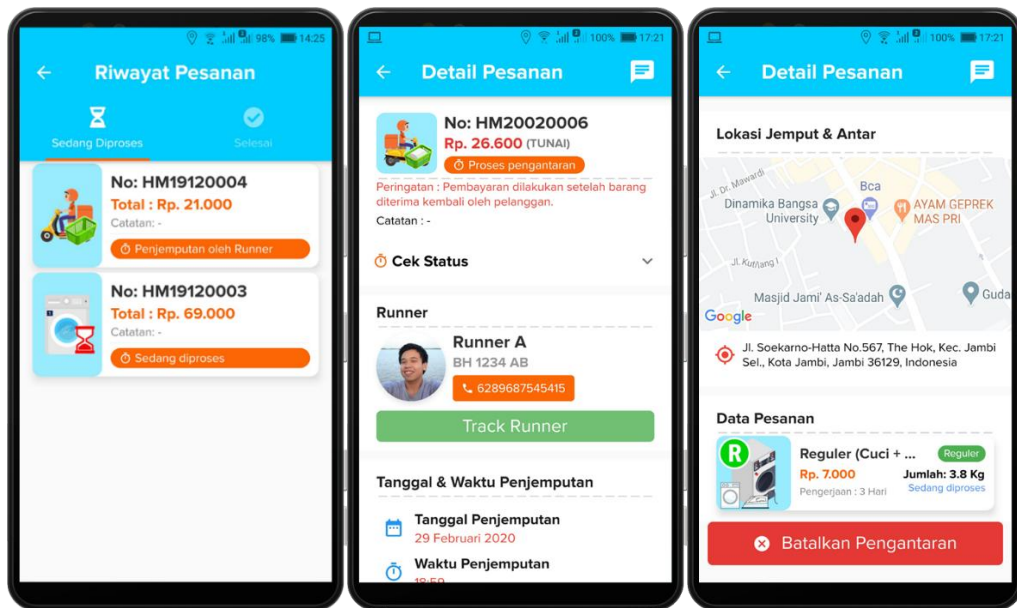 98% 14:25
Riwayat Pesanan
Sedang Diproses
Selesai
No: HM19120004
Total : Rp. 21.000
Catatan: -
Penjemputan oleh Runner
No: HM19120003
Total : Rp. 69.000
Catatan: -
Sedang diproses
100% 17:21
Detail Pesanan
No: HM20020006
Rp. 26.600 (TUNAI)
Proses pengantaran
Peringatan : Pembayaran dilakukan setelah barang
diterima kembali oleh pelanggan.
Catatan : -
Cek Status
Runner
Runner A
BH 1234 AB
6289687545415
Track Runner
Tanggal & Waktu Penjemputan
Tanggal Penjemputan
29 Februari 2020
Waktu Penjemputan
18:59
100% 17:21
Detail Pesanan
Lokasi Jemput & Antar
Jl. Dr. Mawardi
Bca
Dinamika Bangsa
University
AYAM GEPREK
MAS PRI
Jl. Kutilang I
Masjid Jami' As-Sa'adah
Guda
Google
Jl. Soekarno-Hatta No.567, The Hok, Kec. Jambi
Sel., Kota Jambi, Jambi 36129, Indonesia
Data Pesanan
R
Reguler (Cuci + ...
Reguler
Rp. 7.000
Jumlah: 3.8 Kg
Pengerjaan : 3 Hari
Sedang diproses
Batalkan Pengantaran